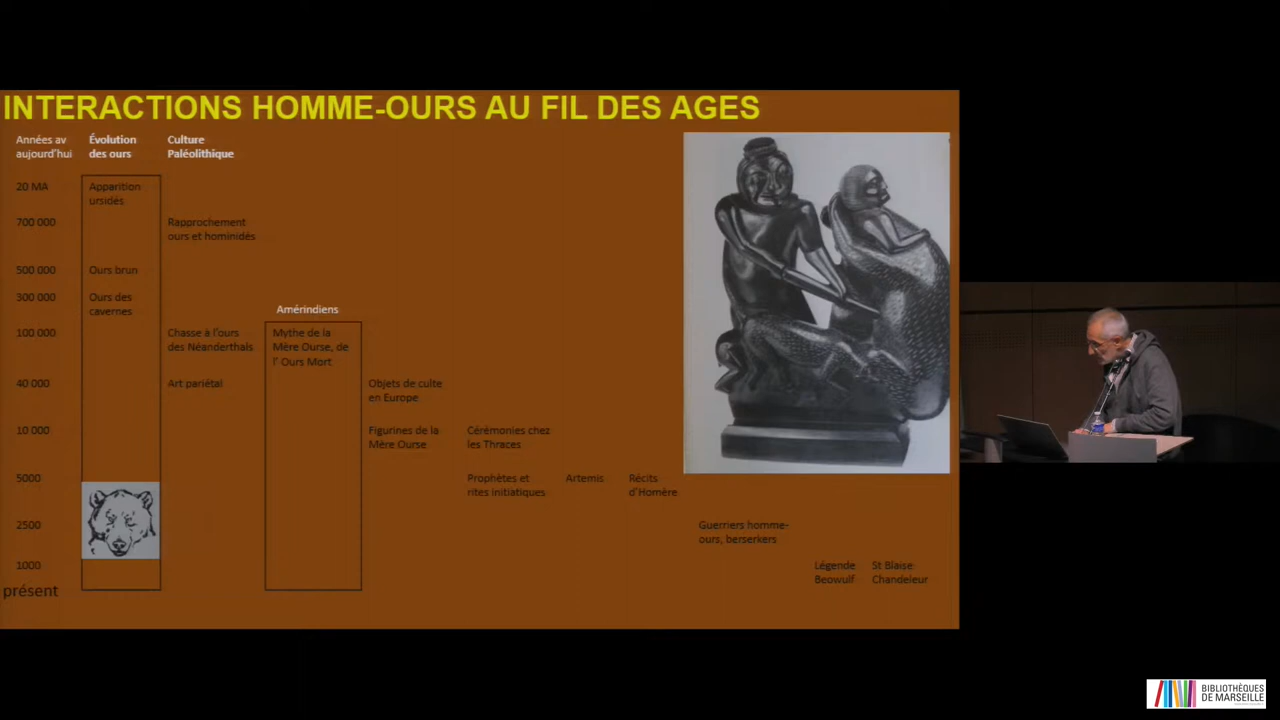 INTERACTIONS HOMME-OURS AU FIL DES AGES
Années av
aujourd'hui
Évolution
des ours
Culture
Paléolithique
20 MA
Apparition
ursidés
700 000
Rapprochement
ours et hominidés
500 000
Ours brun
300 000
Ours des
cavernes
Amérindiens
100 000
Chasse à l'ours
des Néanderthals
Mythe de la
Mère Ourse, de
l' Ours Mort
40 000
Art pariétal
Objets de culte
en Europe
10 000
Figurines de la
Mère Ourse
Cérémonies chez
les Thraces
5000
Prophètes et
rites initiatiques
Artemis
Récits
d'Homère
2500
Guerriers homme-
ours, berserkers
1000
Légende
Beowulf
St Blaise
Chandeleur
présent
BIBLIOTHÈQUES
DE MARSEILLE